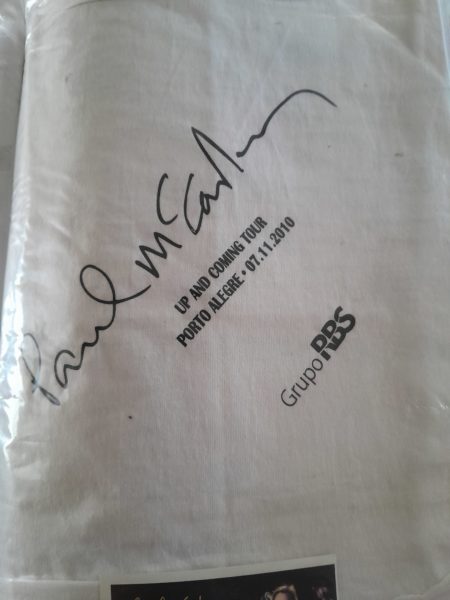 Paul McCartney
UP AND COMING TOUR
PORTO ALEGRE • 07.11.2010
Grupo RBS